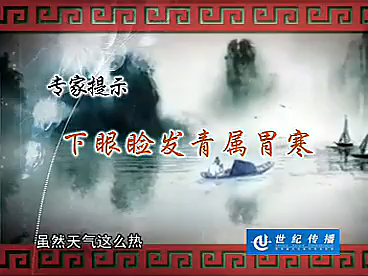 专家提示
下眼睑发青属胃寒
世纪传播
虽然天气这么热